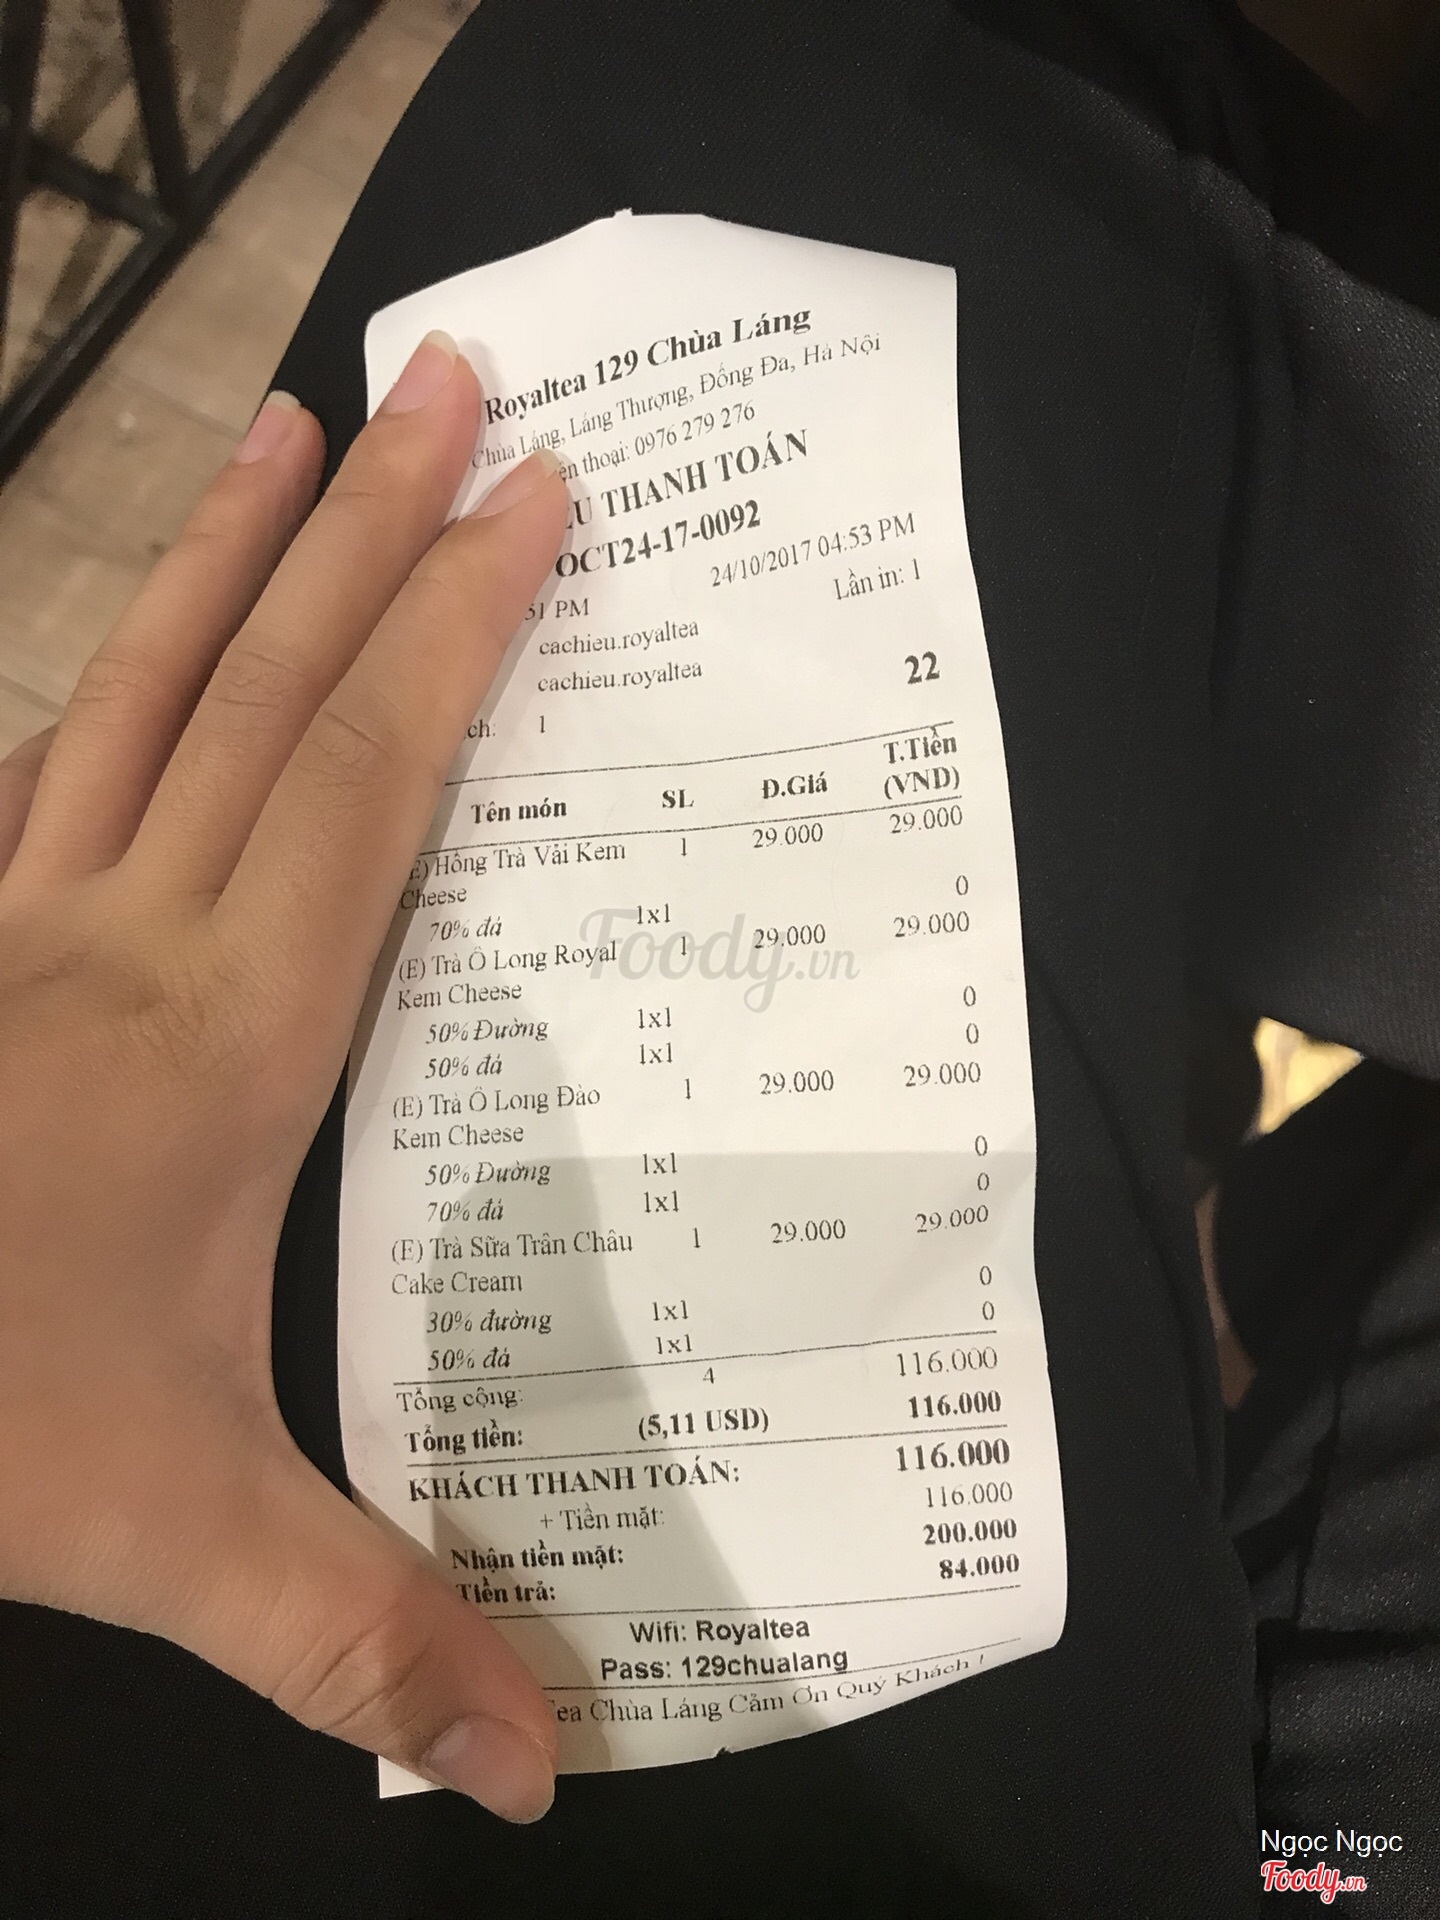 Royaltea 129 Chùa Láng
Chùa Láng, Láng Thượng, Đống Đa, Hà Nội
thoại: 0976 279 276
THANH TOÁN
OCT24-17-0092
24/10/2017 04:53 PM
51 PM Lần in: 1
cachieu.royaltea
cachieu.royaltea 22
1
Tên món SL Đ.Giá T.Tiền
(VND)
(E) Hồng Trà Vải Kem 1 29.000 29.000
Cheese
70% đá 1x1 0
(E) Trà Ô Long Royal 1 29.000 29.000
Kem Cheese
50% Đường 1x1 0
50% đá 1x1 0
(E) Trà Ô Long Đào 1 29.000 29.000
Kem Cheese
50% Đường 1x1 0
70% đá 1x1 0
(E) Trà Sữa Trân Châu 1 29.000 29.000
Cake Cream
30% đường 1x1 0
50% đá 1x1 0
Tổng cộng: 4 116.000
Tổng tiền: (5,11 USD) 116.000
KHÁCH THANH TOÁN: 116.000
+ Tiền mặt: 116.000
Nhận tiền mặt: 200.000
Tiền trả: 84.000
Wifi: Royaltea
Pass: 129chualang
Chùa Láng Cảm Ơn Quý Khách !
Foody.vn
Ngọc Ngọc
Foody.vn